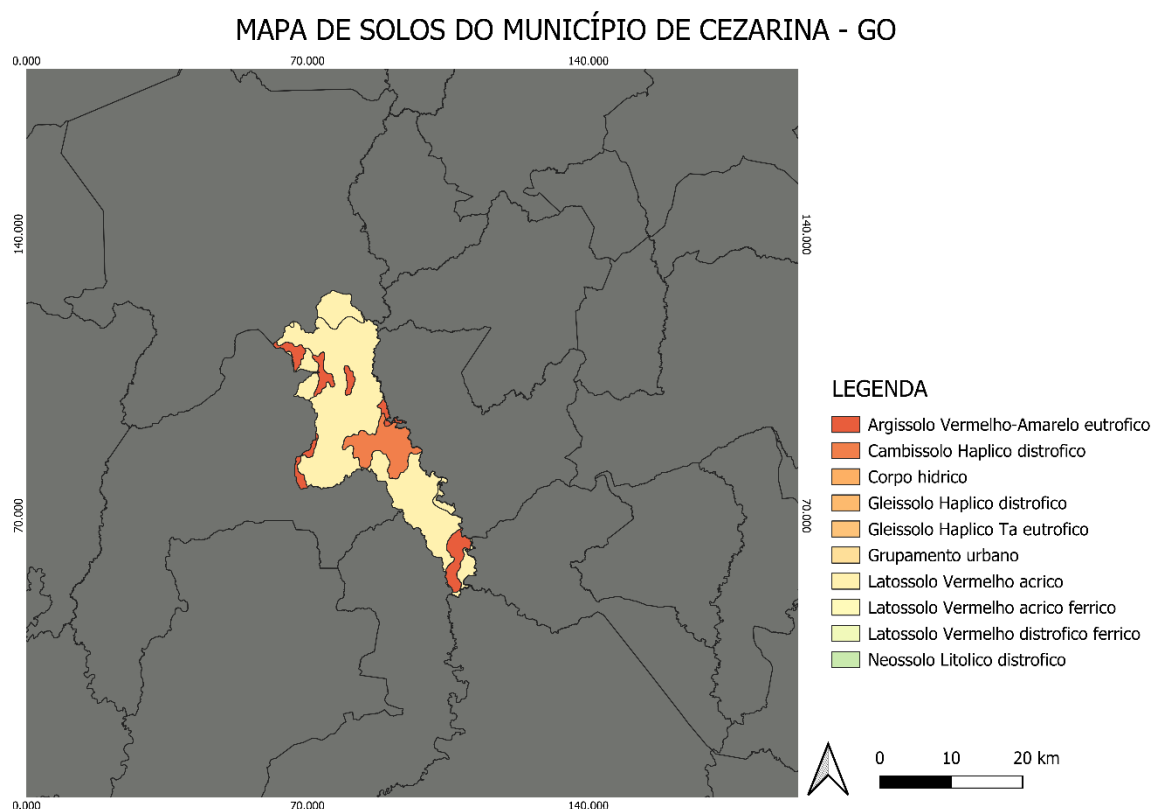 MAPA DE SOLOS DO MUNICÍPIO DE CEZARINA - GO
0.000 70.000 140.000
140.000 140.000
70.000 70.000
LEGENDA
Argissolo Vermelho-Amarelo eutrofico
Cambissolo Haplico distrofico
Corpo hidrico
Gleissolo Haplico distrofico
Gleissolo Haplico Ta eutrofico
Grupamento urbano
Latossolo Vermelho acrico
Latossolo Vermelho acrico ferrico
Latossolo Vermelho distrofico ferrico
Neossolo Litolico distrofico
0 10 20 km
0.000 70.000 140.000